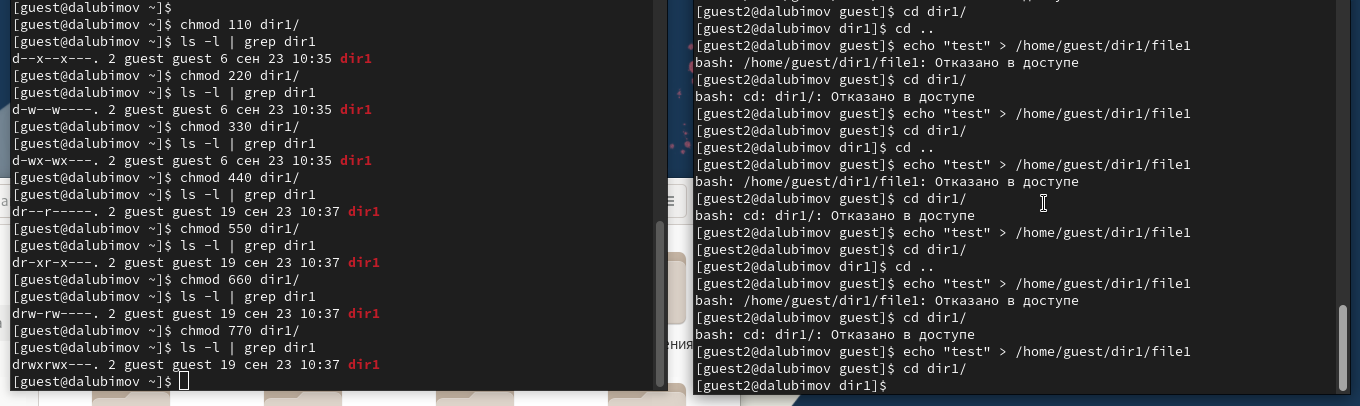 [guest@dalubimov ~]$
[guest@dalubimov ~]$ chmod 110 dir1/
[guest@dalubimov ~]$ ls -l | grep dir1
d--x--x---. 2 guest guest 6 сен 23 10:35 dir1
[guest@dalubimov ~]$ chmod 220 dir1/
[guest@dalubimov ~]$ ls -l | grep dir1
d-w--w----. 2 guest guest 6 сен 23 10:35 dir1
[guest@dalubimov ~]$ chmod 330 dir1/
[guest@dalubimov ~]$ ls -l | grep dir1
d-wx-wx---. 2 guest guest 6 сен 23 10:35 dir1
[guest@dalubimov ~]$ chmod 440 dir1/
[guest@dalubimov ~]$ ls -l | grep dir1
dr--r-----. 2 guest guest 19 сен 23 10:37 dir1
[guest@dalubimov ~]$ chmod 550 dir1/
[guest@dalubimov ~]$ ls -l | grep dir1
dr-xr-x---. 2 guest guest 19 сен 23 10:37 dir1
[guest@dalubimov ~]$ chmod 660 dir1/
[guest@dalubimov ~]$ ls -l | grep dir1
drw-rw----. 2 guest guest 19 сен 23 10:37 dir1
[guest@dalubimov ~]$ chmod 770 dir1/
[guest@dalubimov ~]$ ls -l | grep dir1
drwxrwx---. 2 guest guest 19 сен 23 10:37 dir1
[guest@dalubimov ~]$
[guest2@dalubimov guest]$ cd dir1/
[guest2@dalubimov dir1]$ cd ..
[guest2@dalubimov guest]$ echo "test" > /home/guest/dir1/file1
bash: /home/guest/dir1/file1: Отказано в доступе
[guest2@dalubimov guest]$ cd dir1/
bash: cd: dir1/: Отказано в доступе
[guest2@dalubimov guest]$ echo "test" > /home/guest/dir1/file1
[guest2@dalubimov guest]$ cd dir1/
[guest2@dalubimov dir1]$ cd ..
[guest2@dalubimov guest]$ echo "test" > /home/guest/dir1/file1
bash: /home/guest/dir1/file1: Отказано в доступе
[guest2@dalubimov guest]$ cd dir1/
bash: cd: dir1/: Отказано в доступе
[guest2@dalubimov guest]$ echo "test" > /home/guest/dir1/file1
[guest2@dalubimov guest]$ cd dir1/
[guest2@dalubimov dir1]$ cd ..
[guest2@dalubimov guest]$ echo "test" > /home/guest/dir1/file1
bash: /home/guest/dir1/file1: Отказано в доступе
[guest2@dalubimov guest]$ cd dir1/
bash: cd: dir1/: Отказано в доступе
[guest2@dalubimov guest]$ echo "test" > /home/guest/dir1/file1
[guest2@dalubimov guest]$ cd dir1/
[guest2@dalubimov dir1]$